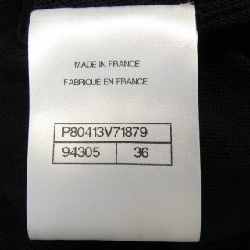 MADE IN FRANCE
FABRIQUE EN FRANCE
P80413V71879
94305 36